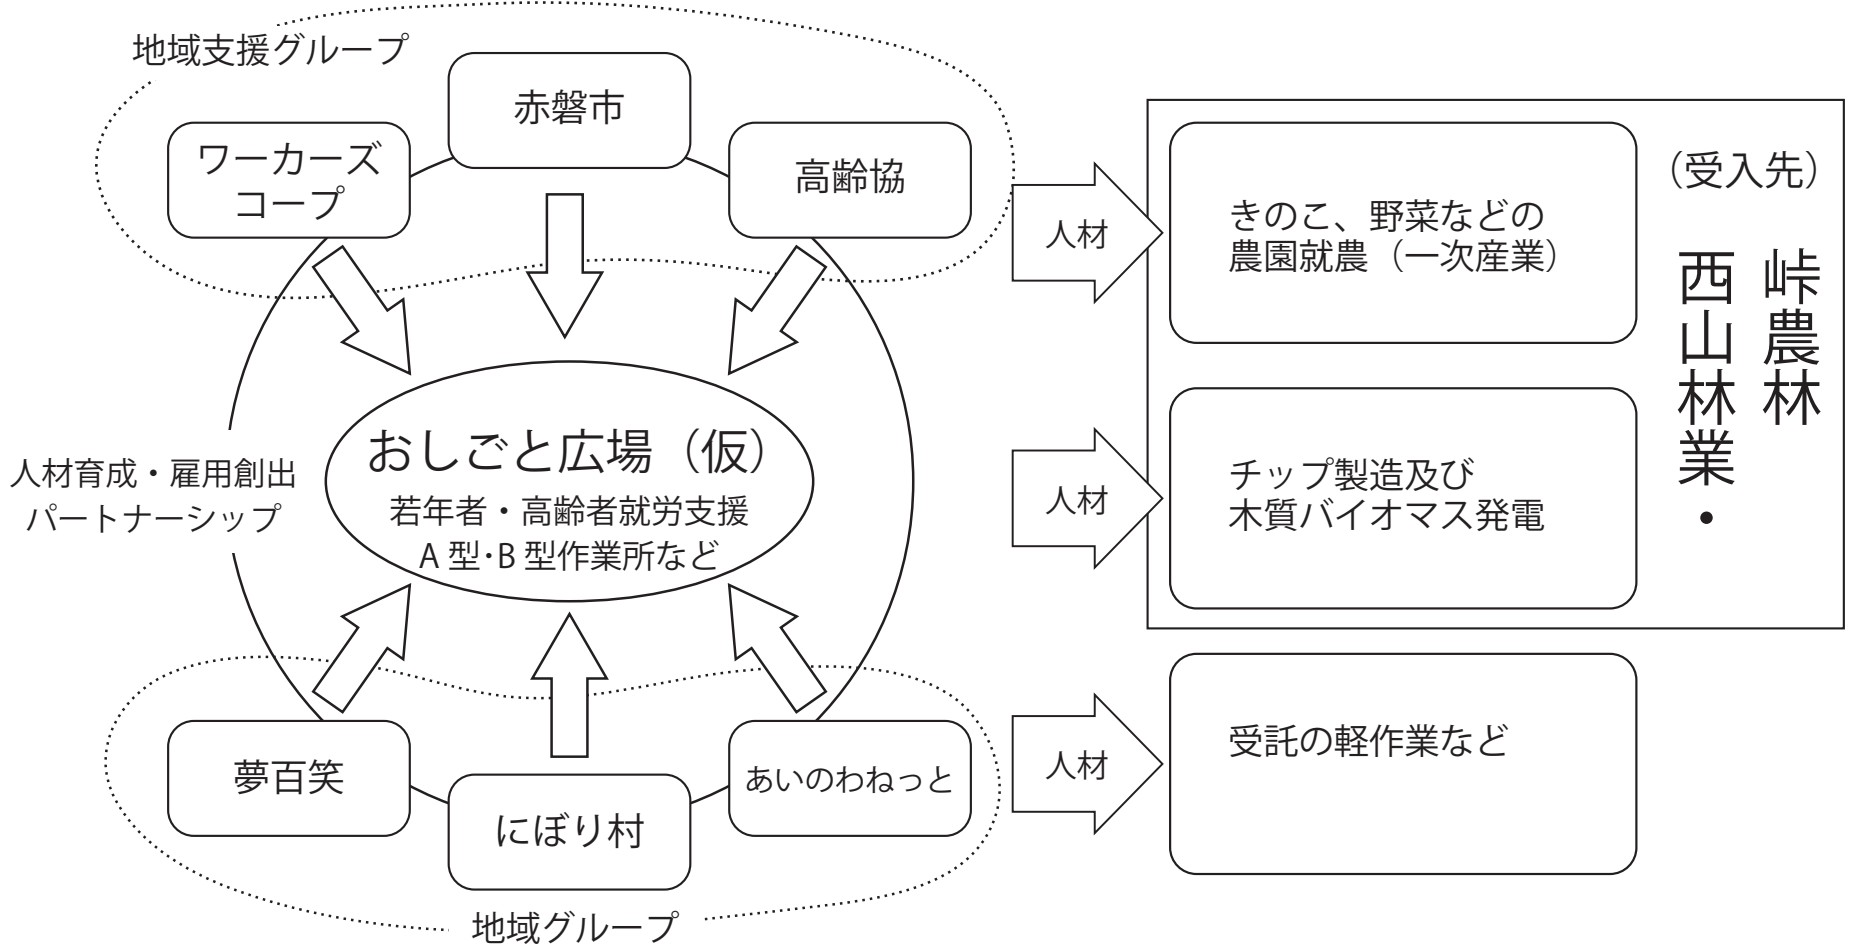 地域支援グループ
赤磐市
ワーカーズ
コープ
高齢協
おしごと広場（仮）
若年者・高齢者就労支援
A 型･B 型作業所など
人材育成・雇用創出
パートナーシップ
夢百笑
にぼり村
あいのわねっと
地域グループ
人材
きのこ、野菜などの
農園就農（一次産業）
人材
チップ製造及び
木質バイオマス発電
人材
受託の軽作業など
（受入先）
峠農林
西山林業・